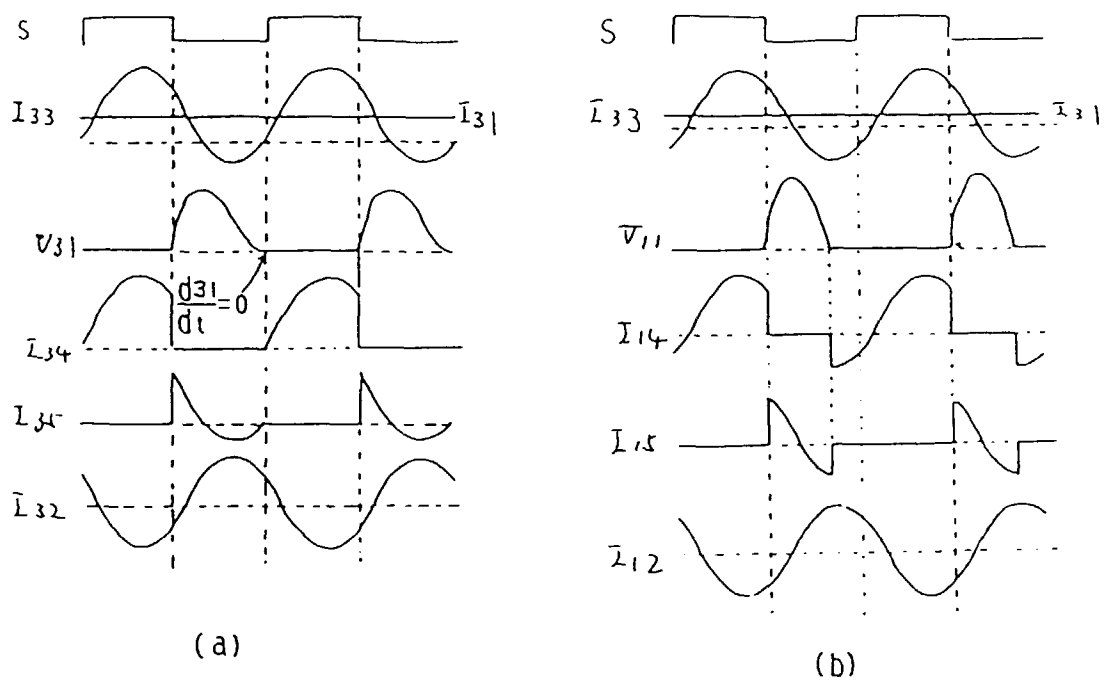 S
I33
I31
V31
d31/dt=0
I34
I35
I32
(a)
S
I33
I31
V11
I14
I15
I12
(b)